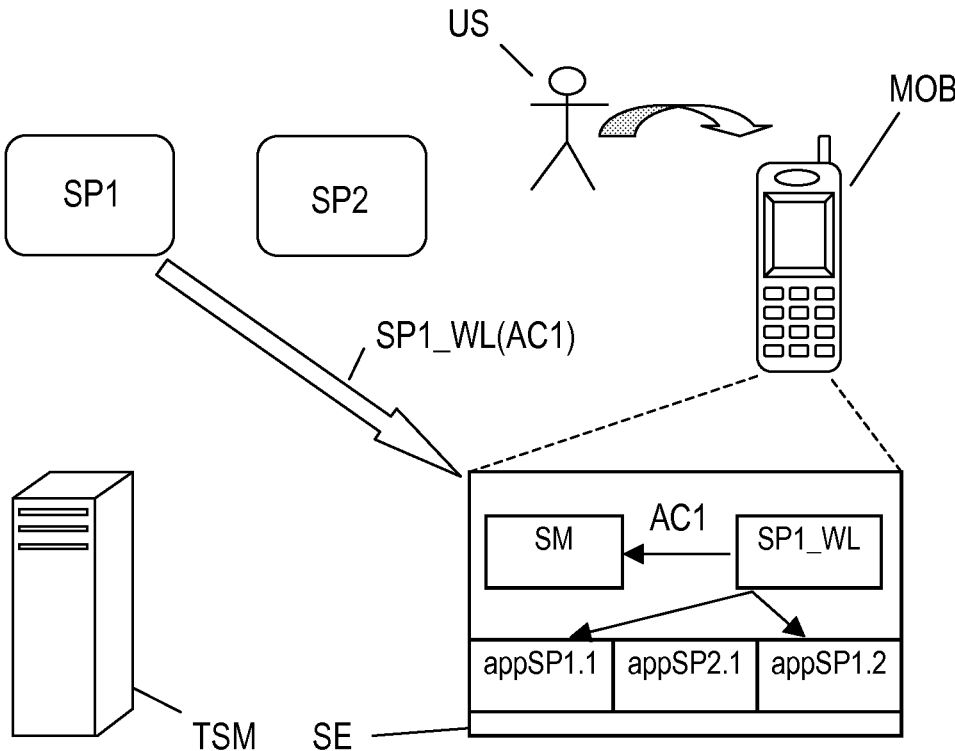 US
MOB
SP1
SP2
SP1_WL(AC1)
SM
AC1
SP1_WL
appSP1.1
appSP2.1
appSP1.2
TSM
SE